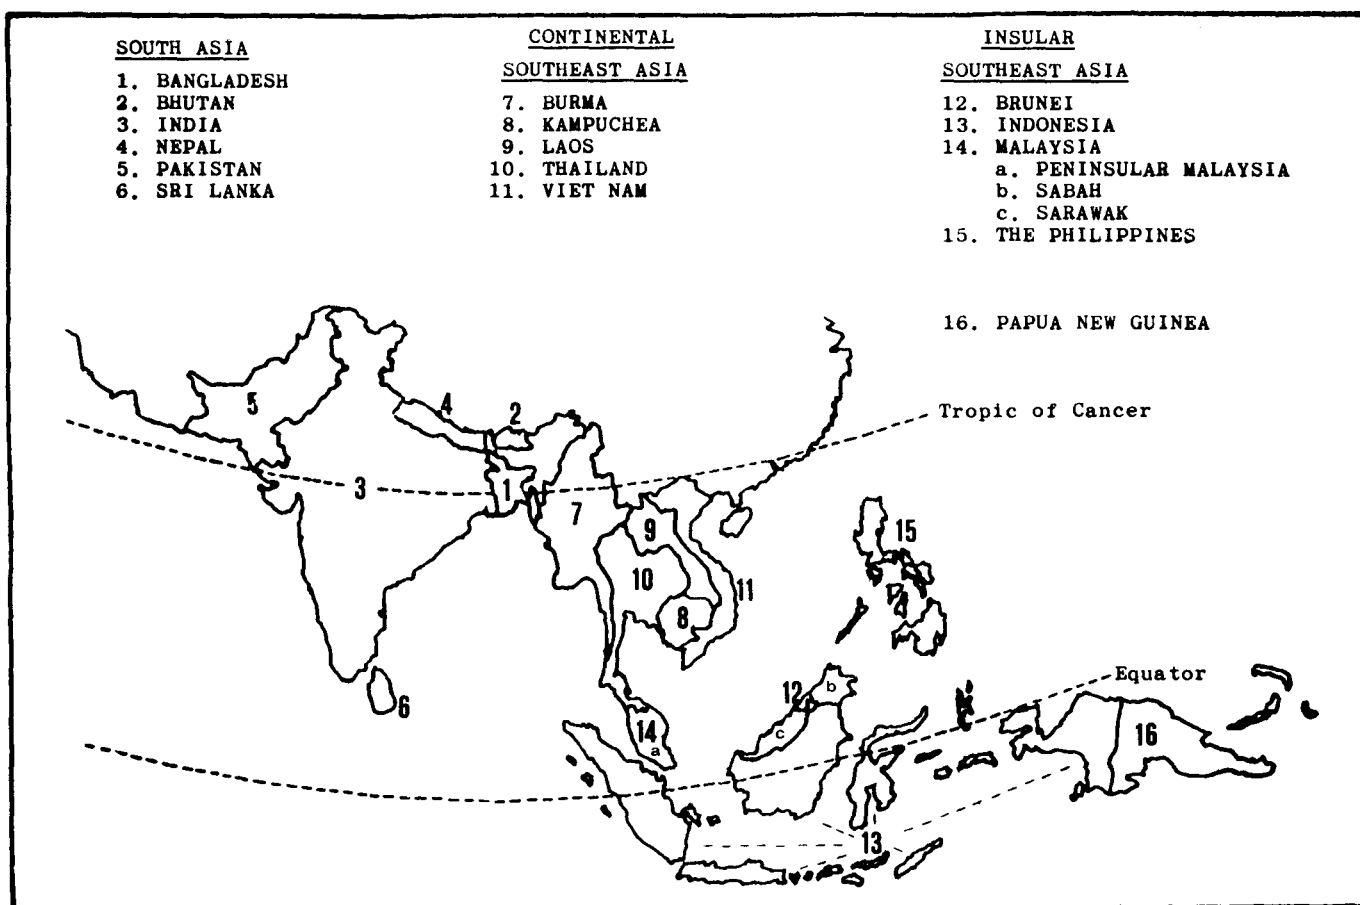 SOUTH ASIA
1. BANGLADESH
2. BHUTAN
3. INDIA
4. NEPAL
5. PAKISTAN
6. SRI LANKA
CONTINENTAL
SOUTHEAST ASIA
7. BURMA
8. KAMPUCHEA
9. LAOS
10. THAILAND
11. VIET NAM
INSULAR
SOUTHEAST ASIA
12. BRUNEI
13. INDONESIA
14. MALAYSIA
a. PENINSULAR MALAYSIA
b. SABAH
c. SARAWAK
15. THE PHILIPPINES
16. PAPUA NEW GUINEA
5
4
2
Tropic of Cancer
3
1
7
9
15
10
11
8
6
12
b
Equator
14
a
c
16
13